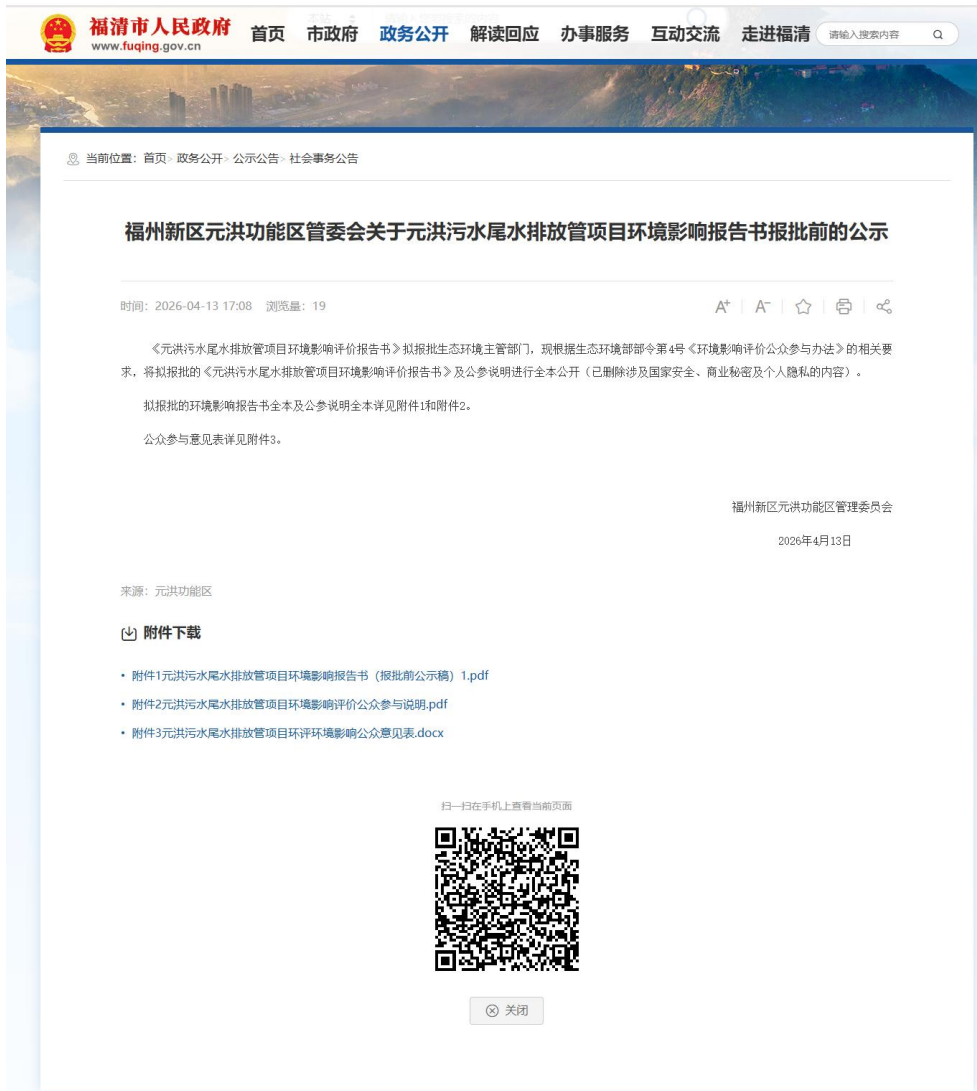 福清市人民政府
www.fuqing.gov.cn
首页 市政府 政务公开 解读回应 办事服务 互动交流 走进福清 请输入搜索内容
当前位置：首页> 政务公开> 公示公告> 社会事务公告
福州新区元洪功能区管委会关于元洪污水尾水排放管项目环境影响报告书报批前的公示
时间：2026-04-13 17:08 浏览量：19 A+ A-
《元洪污水尾水排放管项目环境影响评价报告书》拟报批生态环境主管部门，现根据生态环境部部令第4号《环境影响评价公众参与办法》的相关要
求，将拟报批的《元洪污水尾水排放管项目环境影响评价报告书》及公参说明进行全本公开（已删除涉及国家安全、商业秘密及个人隐私的内容）。
拟报批的环境影响报告书全本及公参说明全本详见附件1和附件2。
公众参与意见表详见附件3。
福州新区元洪功能区管理委员会
2026年4月13日
来源：元洪功能区
附件下载
• 附件1元洪污水尾水排放管项目环境影响报告书（报批前公示稿）1.pdf
• 附件2元洪污水尾水排放管项目环境影响评价公众参与说明.pdf
• 附件3元洪污水尾水排放管项目环评环境影响公众意见表.docx
扫一扫在手机上查看当前页面
关闭